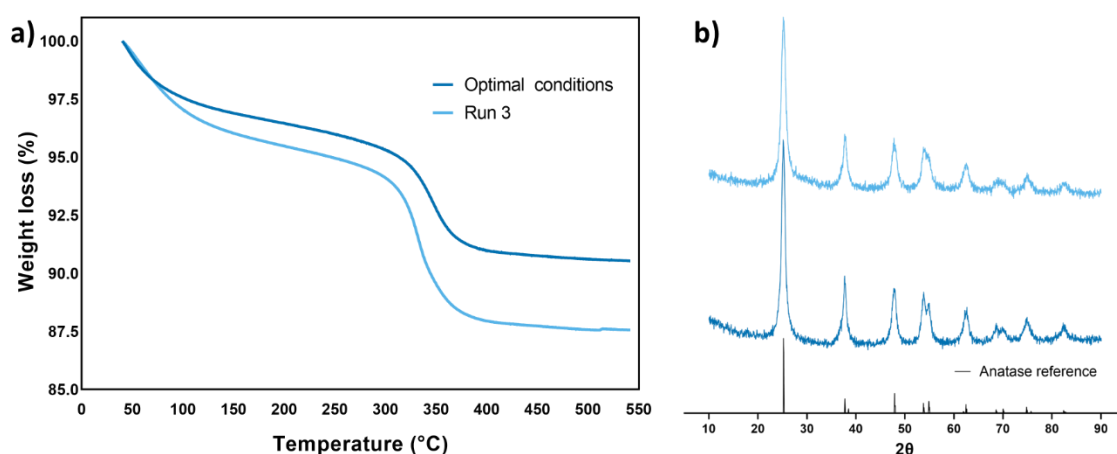 a)
100.0
97.5
95.0
92.5
90.0
87.5
85.0
0 50 100 150 200 250 300 350 400 450 500 550
Temperature (°C)
Weight loss (%)
Optimal conditions
Run 3
b)
Anatase reference
10 20 30 40 50 60 70 80 90
2θ